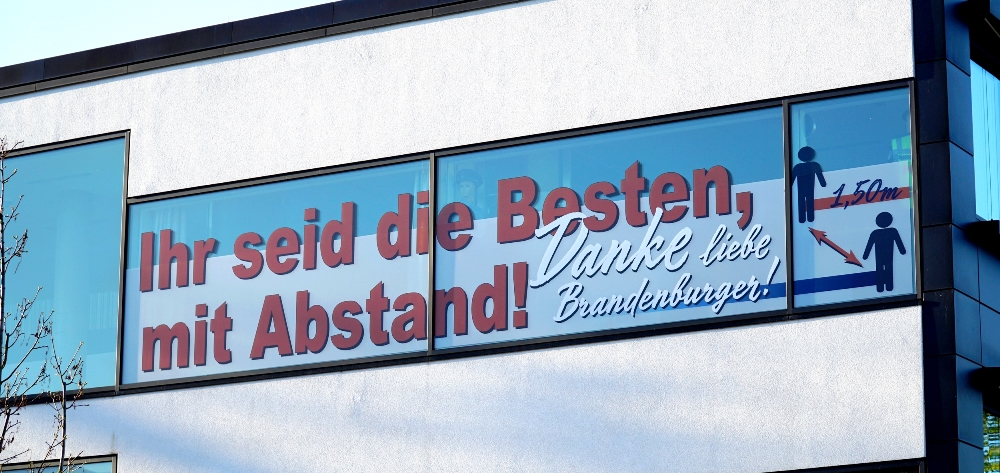 Ihr seid die Besten,
mit Abstand!
Danke liebe
Brandenburger!
1,50m